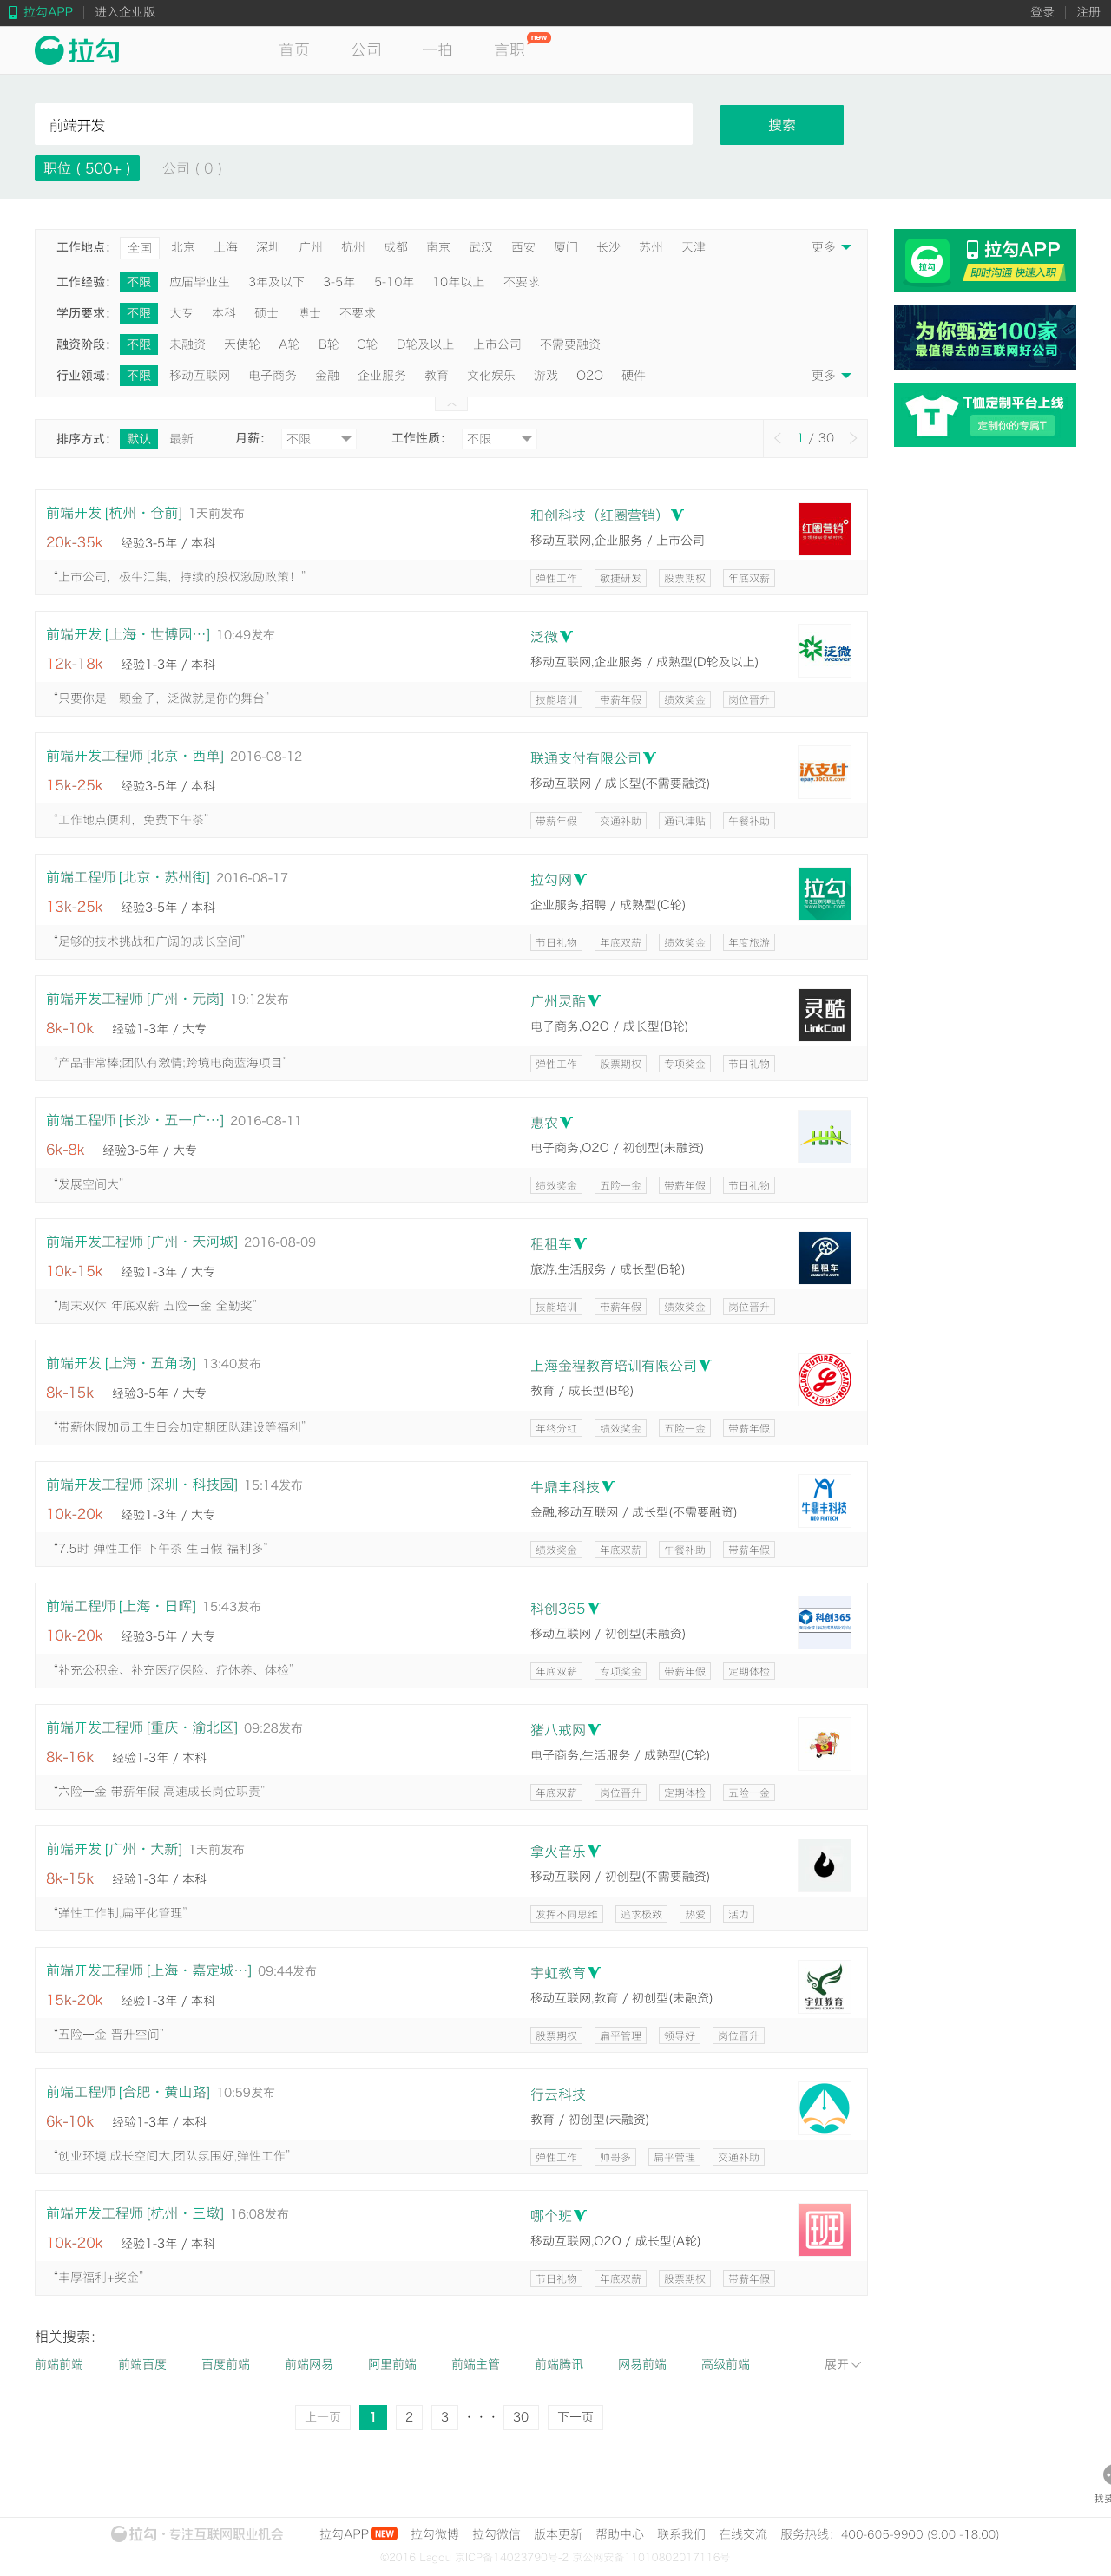 拉勾APP 进入企业版 登录 注册
拉勾 首页 公司 一拍 言职 new
前端开发 搜索
职位 ( 500+ ) 公司 ( 0 )
工作地点： 全国 北京 上海 深圳 广州 杭州 成都 南京 武汉 西安 厦门 长沙 苏州 天津 更多
工作经验： 不限 应届毕业生 3年及以下 3-5年 5-10年 10年以上 不要求
学历要求： 不限 大专 本科 硕士 博士 不要求
融资阶段： 不限 未融资 天使轮 A轮 B轮 C轮 D轮及以上 上市公司 不需要融资
行业领域： 不限 移动互联网 电子商务 金融 企业服务 教育 文化娱乐 游戏 O2O 硬件 更多
拉勾
拉勾APP
即时沟通 快速入职
为你甄选100家
最值得去的互联网好公司
T恤定制平台上线
T
定制你的专属T
排序方式： 默认 最新 月薪： 不限 工作性质： 不限 1 / 30
前端开发 [杭州・仓前] 1天前发布 和创科技（红圈营销） 红圈营销
20k-35k 经验3-5年 / 本科 移动互联网,企业服务 / 上市公司
“上市公司，极牛汇集，持续的股权激励政策！” 弹性工作 敏捷研发 股票期权 年底双薪
前端开发 [上海・世博园…] 10:49发布 泛微 泛微 weaver
12k-18k 经验1-3年 / 本科 移动互联网,企业服务 / 成熟型(D轮及以上)
“只要你是一颗金子，泛微就是你的舞台” 技能培训 带薪年假 绩效奖金 岗位晋升
前端开发工程师 [北京・西单] 2016-08-12 联通支付有限公司 沃支付 epay.10010.com
15k-25k 经验3-5年 / 本科 移动互联网 / 成长型(不需要融资)
“工作地点便利，免费下午茶” 带薪年假 交通补助 通讯津贴 午餐补助
前端工程师 [北京・苏州街] 2016-08-17 拉勾网 拉勾 专注互联网职业机会 www.lagou.com
13k-25k 经验3-5年 / 本科 企业服务,招聘 / 成熟型(C轮)
“足够的技术挑战和广阔的成长空间” 节日礼物 年底双薪 绩效奖金 年度旅游
前端开发工程师 [广州・元岗] 19:12发布 广州灵酷 灵酷 LinkCool
8k-10k 经验1-3年 / 大专 电子商务,O2O / 成长型(B轮)
“产品非常棒;团队有激情;跨境电商蓝海项目” 弹性工作 股票期权 专项奖金 节日礼物
前端工程师 [长沙・五一广…] 2016-08-11 惠农
6k-8k 经验3-5年 / 大专 电子商务,O2O / 初创型(未融资)
“发展空间大” 绩效奖金 五险一金 带薪年假 节日礼物
前端开发工程师 [广州・天河城] 2016-08-09 租租车 租租车
10k-15k 经验1-3年 / 大专 旅游,生活服务 / 成长型(B轮)
“周末双休 年底双薪 五险一金 全勤奖” 技能培训 带薪年假 绩效奖金 岗位晋升
前端开发 [上海・五角场] 13:40发布 上海金程教育培训有限公司 GOLDEN FUTURE EDUCATION 1998
8k-15k 经验3-5年 / 大专 教育 / 成长型(B轮)
“带薪休假加员工生日会加定期团队建设等福利” 年终分红 绩效奖金 五险一金 带薪年假
前端开发工程师 [深圳・科技园] 15:14发布 牛鼎丰科技 牛鼎丰科技 NEO FINTECH
10k-20k 经验1-3年 / 大专 金融,移动互联网 / 成长型(不需要融资)
“7.5时 弹性工作 下午茶 生日假 福利多” 绩效奖金 年底双薪 午餐补助 带薪年假
前端工程师 [上海・日晖] 15:43发布 科创365 科创365
10k-20k 经验3-5年 / 大专 移动互联网 / 初创型(未融资)
“补充公积金、补充医疗保险、疗休养、体检” 年底双薪 专项奖金 带薪年假 定期体检
前端开发工程师 [重庆・渝北区] 09:28发布 猪八戒网
8k-16k 经验1-3年 / 本科 电子商务,生活服务 / 成熟型(C轮)
“六险一金 带薪年假 高速成长岗位职责” 年底双薪 岗位晋升 定期体检 五险一金
前端开发 [广州・大新] 1天前发布 拿火音乐
8k-15k 经验1-3年 / 本科 移动互联网 / 初创型(不需要融资)
“弹性工作制,扁平化管理” 发挥不同思维 追求极致 热爱 活力
前端开发工程师 [上海・嘉定城…] 09:44发布 宇虹教育 宇虹教育
15k-20k 经验1-3年 / 本科 移动互联网,教育 / 初创型(未融资)
“五险一金 晋升空间” 股票期权 扁平管理 领导好 岗位晋升
前端工程师 [合肥・黄山路] 10:59发布 行云科技
6k-10k 经验1-3年 / 本科 教育 / 初创型(未融资)
“创业环境,成长空间大,团队氛围好,弹性工作” 弹性工作 帅哥多 扁平管理 交通补助
前端开发工程师 [杭州・三墩] 16:08发布 哪个班 班
10k-20k 经验1-3年 / 本科 移动互联网,O2O / 成长型(A轮)
“丰厚福利+奖金” 节日礼物 年底双薪 股票期权 带薪年假
相关搜索：
前端前端 前端百度 百度前端 前端网易 阿里前端 前端主管 前端腾讯 网易前端 高级前端 展开
上一页 1 2 3 ・・・ 30 下一页
我要
拉勾・专注互联网职业机会 拉勾APP NEW 拉勾微博 拉勾微信 版本更新 帮助中心 联系我们 在线交流 服务热线：400-605-9900 (9:00 -18:00)
©2016 Lagou 京ICP备14023790号-2 京公网安备11010802017116号